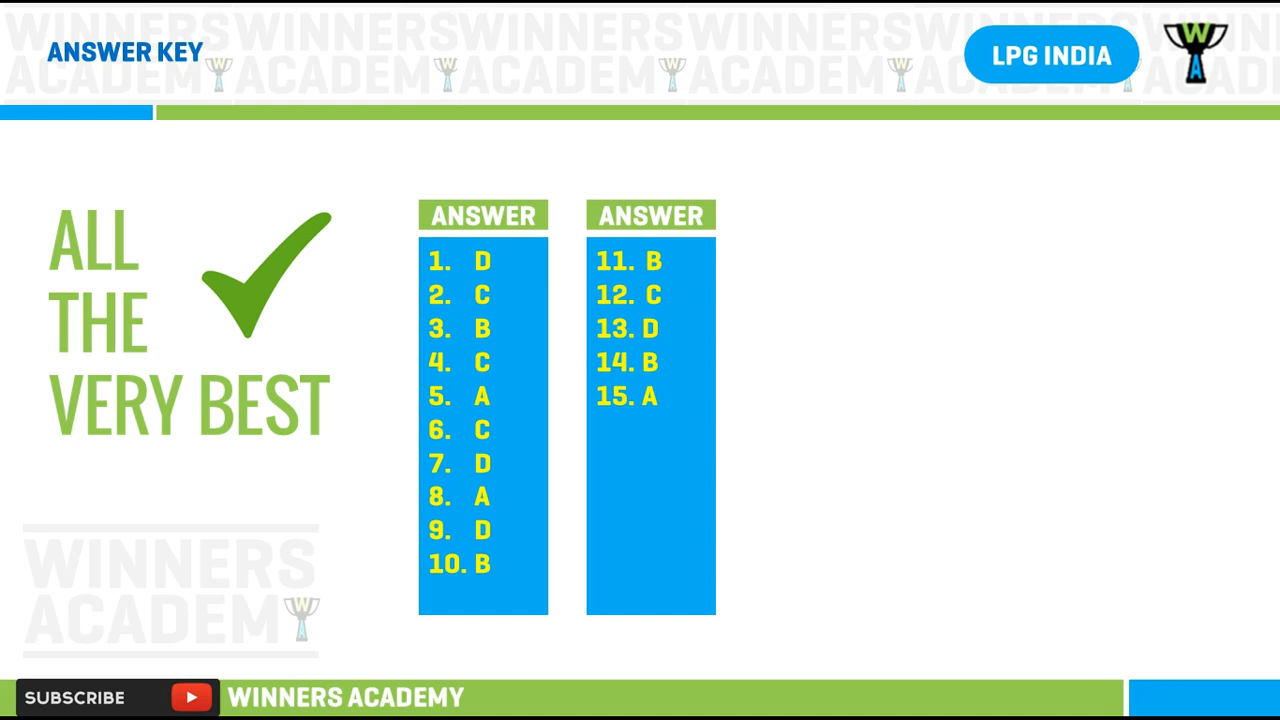 ANSWER KEY
LPG INDIA
ALL
THE
VERY BEST
ANSWER
1. D
2. C
3. B
4. C
5. A
6. C
7. D
8. A
9. D
10. B
ANSWER
11. B
12. C
13. D
14. B
15. A
WINNERS
ACADEMY
SUBSCRIBE
WINNERS ACADEMY